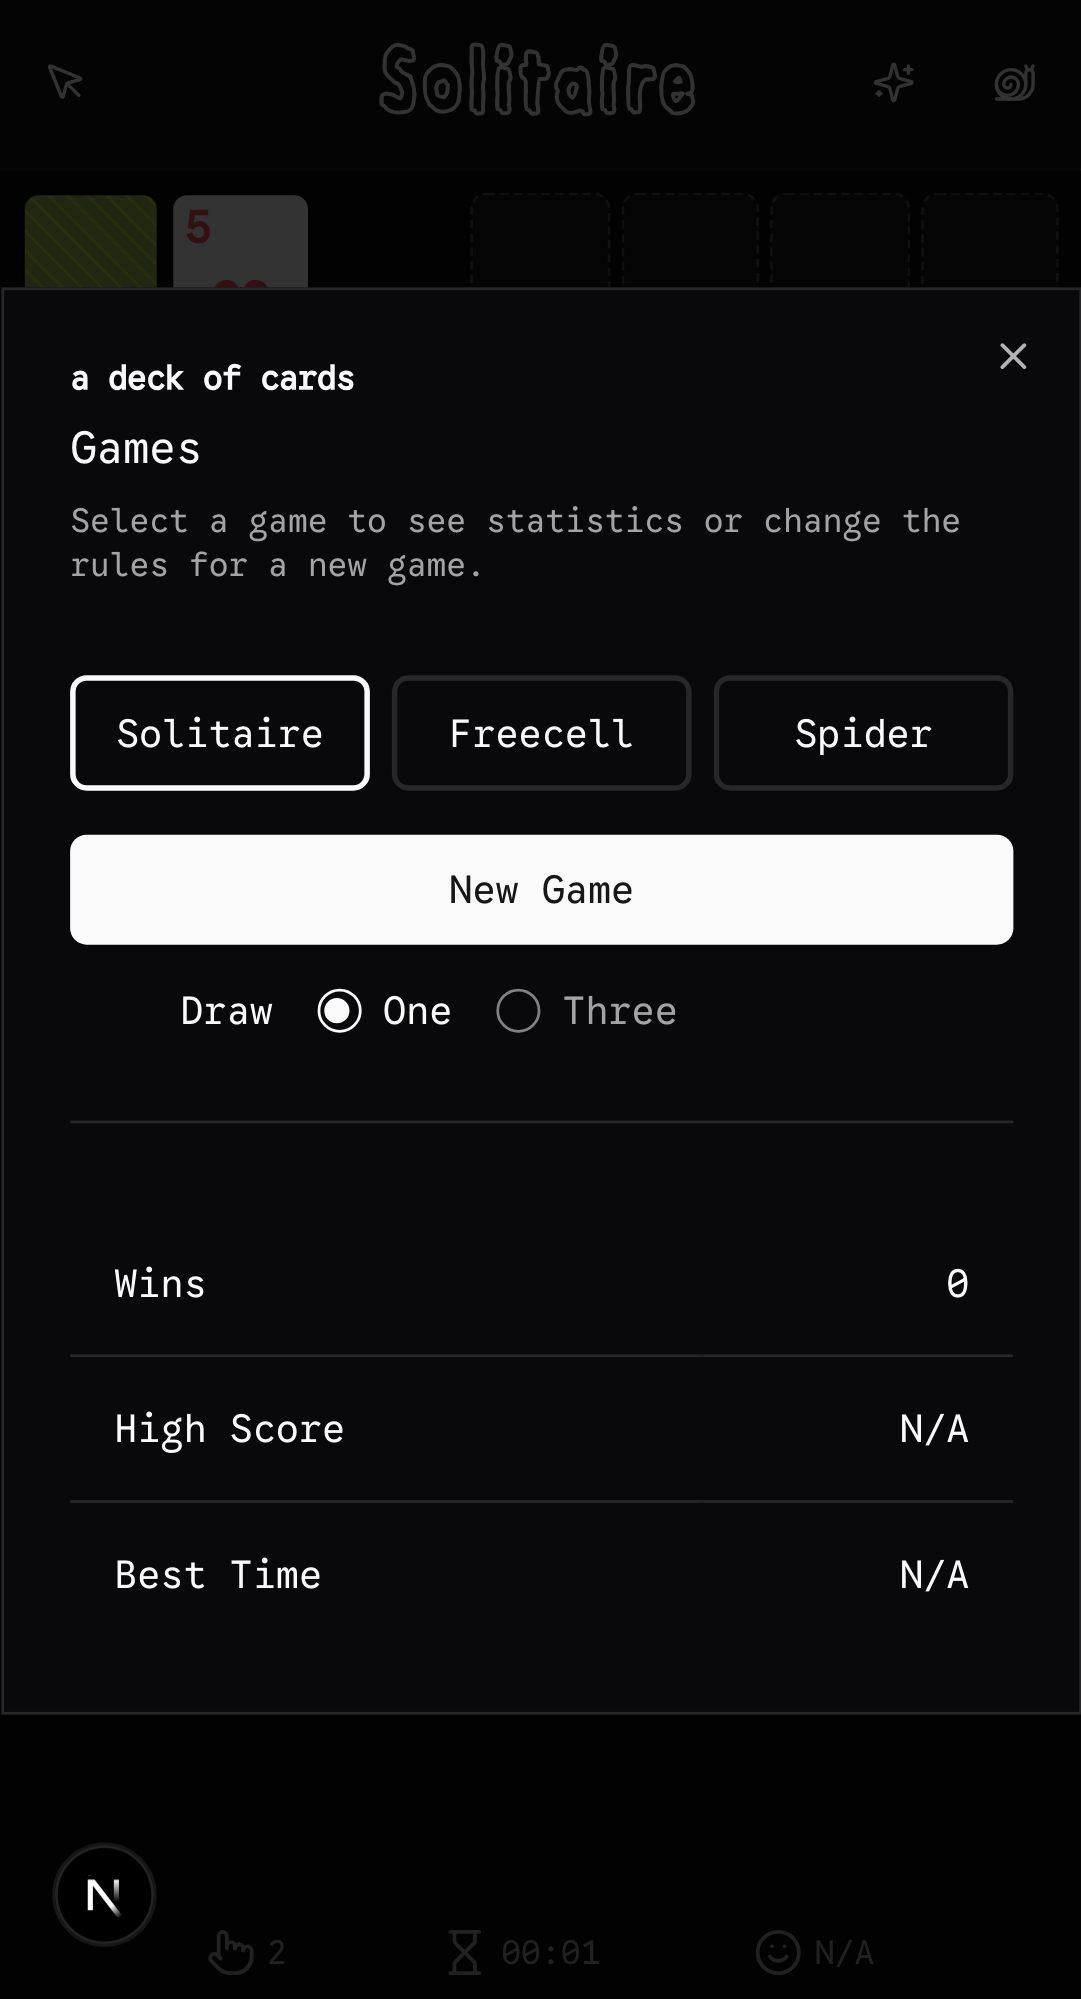 Solitaire
5
a deck of cards
Games
Select a game to see statistics or change the
rules for a new game.
Solitaire Freecell Spider
New Game
Draw One Three
Wins 0
High Score N/A
Best Time N/A
N
2 00:01 N/A